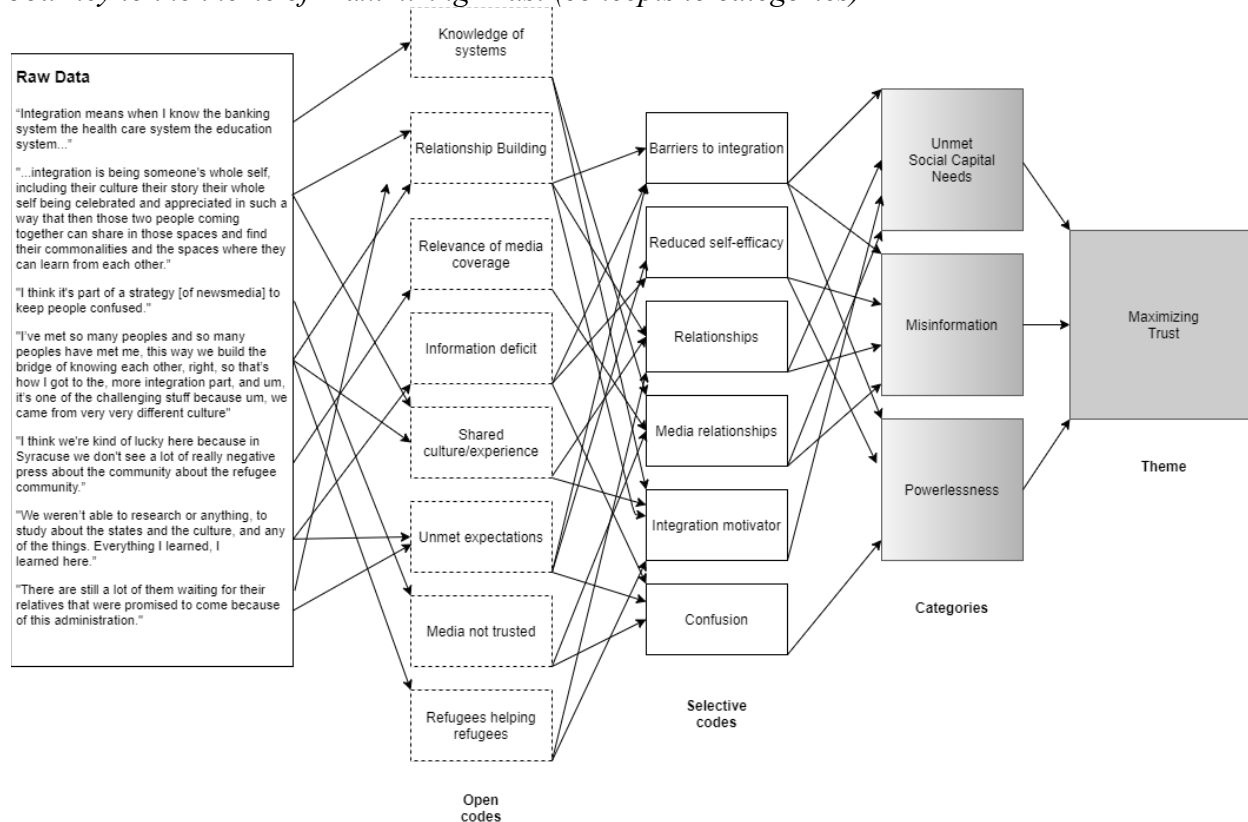 Raw Data
"Integration means when I know the banking
system the health care system the education
system..."
"...integration is being someone's whole self,
including their culture their story their whole
self being celebrated and appreciated in such a
way that then those two people coming
together can share in those spaces and find
their commonalities and the spaces where they
can learn from each other."
"I think it's part of a strategy [of newsmedia] to
keep people confused."
"I've met so many peoples and so many
peoples have met me, this way we build the
bridge of knowing each other, right, so that's
how I got to the, more integration part, and um,
it's one of the challenging stuff because um, we
came from very very different culture"
"I think we're kind of lucky here because in
Syracuse we don't see a lot of really negative
press about the community about the refugee
community."
"We weren't able to research or anything, to
study about the states and the culture, and any
of the things. Everything I learned, I
learned here."
"There are still a lot of them waiting for their
relatives that were promised to come because
of this administration."
Knowledge of
systems
Relationship Building
Relevance of media
coverage
Information deficit
Shared
culture/experience
Unmet expectations
Media not trusted
Refugees helping
refugees
Open
codes
Barriers to integration
Reduced self-efficacy
Relationships
Media relationships
Integration motivator
Confusion
Selective
codes
Unmet
Social Capital
Needs
Misinformation
Powerlessness
Categories
Maximizing
Trust
Theme